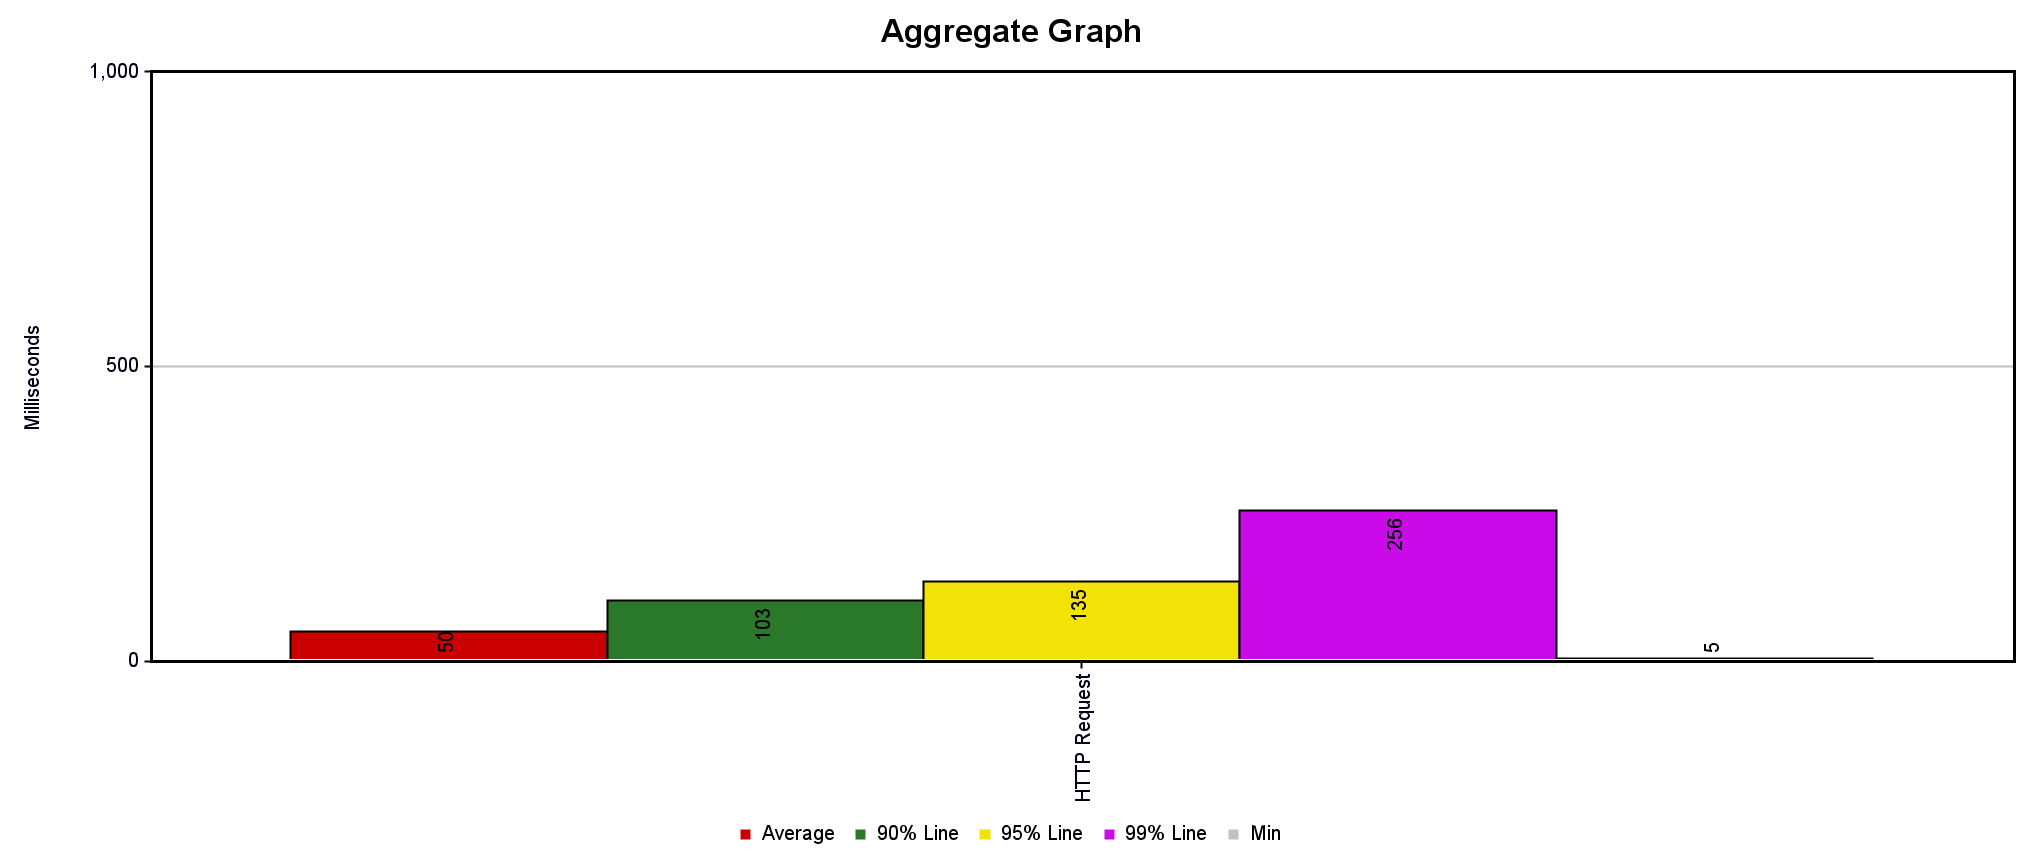 Aggregate Graph
1,000
500
0
Milliseconds
50
103
135
256
5
HTTP Request
Average 90% Line 95% Line 99% Line Min